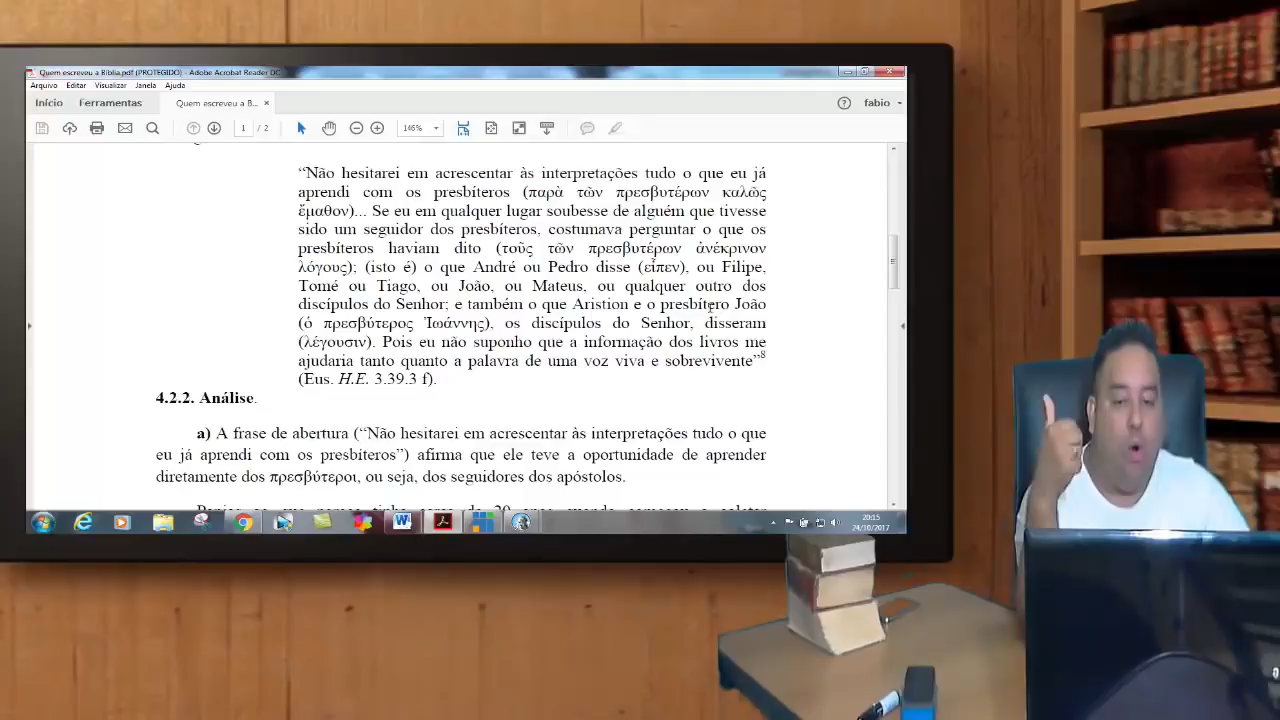 Quem escreveu a Bíblia.pdf (PROTEGIDO) - Adobe Acrobat Reader DC
Arquivo Editar Visualizar Janela Ajuda
Início Ferramentas Quem escreveu a B... × fabio
1 / 2 146%
“Não hesitarei em acrescentar às interpretações tudo o que eu já
aprendi com os presbíteros (παρὰ τῶν πρεσβυτέρων καλῶς
ἔμαθον)... Se eu em qualquer lugar soubesse de alguém que tivesse
sido um seguidor dos presbíteros, costumava perguntar o que os
presbíteros haviam dito (τοὺς τῶν πρεσβυτέρων ἀνέκρινον
λόγους); (isto é) o que André ou Pedro disse (εἶπεν), ou Filipe,
Tomé ou Tiago, ou João, ou Mateus, ou qualquer outro dos
discípulos do Senhor; e também o que Aristion e o presbítero João
(ὁ πρεσβύτερος Ἰωάννης), os discípulos do Senhor, disseram
(λέγουσιν). Pois eu não suponho que a informação dos livros me
ajudaria tanto quanto a palavra de uma voz viva e sobrevivente”8
(Eus. H.E. 3.39.3 f).
4.2.2. Análise.
a) A frase de abertura (“Não hesitarei em acrescentar às interpretações tudo o que
eu já aprendi com os presbíteros”) afirma que ele teve a oportunidade de aprender
diretamente dos πρεσβύτεροι, ou seja, dos seguidores dos apóstolos.
20:15
24/10/2017